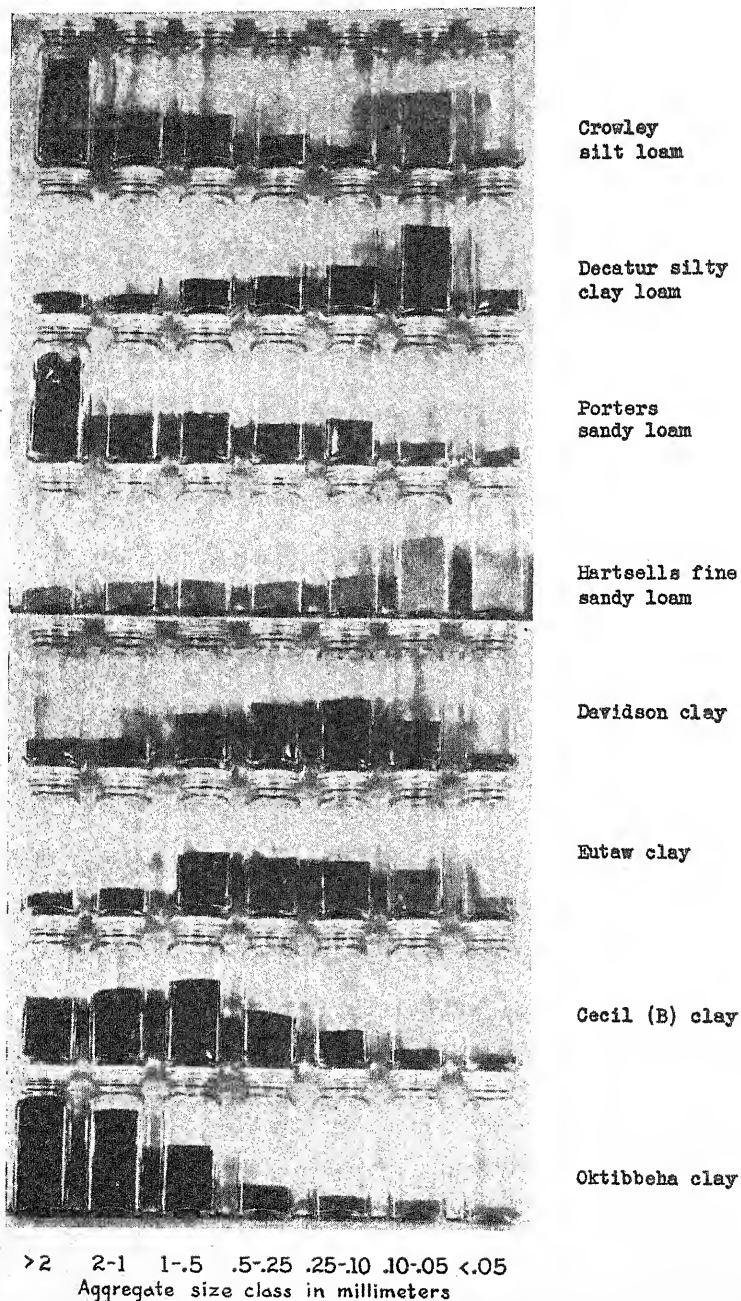 Crowley
silt loam
Decatur silty
clay loam
Porters
sandy loam
Hartsells fine
sandy loam
Davidson clay
Eutaw clay
Cecil (B) clay
Oktibbeha clay
>2 2-1 1-.5 .5-.25 .25-.10 .10-.05 <.05
Aggregate size class in millimeters